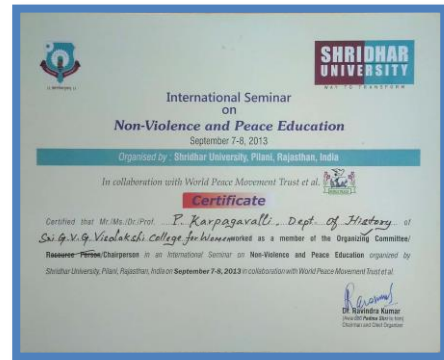 SHRIDHAR
UNIVERSITY
WAY TO TRANSFORM
International Seminar
on
Non-Violence and Peace Education
September 7-8, 2013
Organised by : Shridhar University, Pilani, Rajasthan, India
In collaboration with World Peace Movement Trust et al.
Certificate
Certified that Mr./Ms./Dr./Prof. P. Karpagavalli, Dept. Of History of
Sri G.V.G Visalakshi College for Women worked as a member of the Organizing Committee/
Resource Person/Chairperson in an International Seminar on Non-Violence and Peace Education organized by
Shridhar University, Pilani, Rajasthan, India on September 7-8, 2013 in collaboration with World Peace Movement Trust et al.
Dr. Ravindra Kumar
Chairman and Chief Organizer